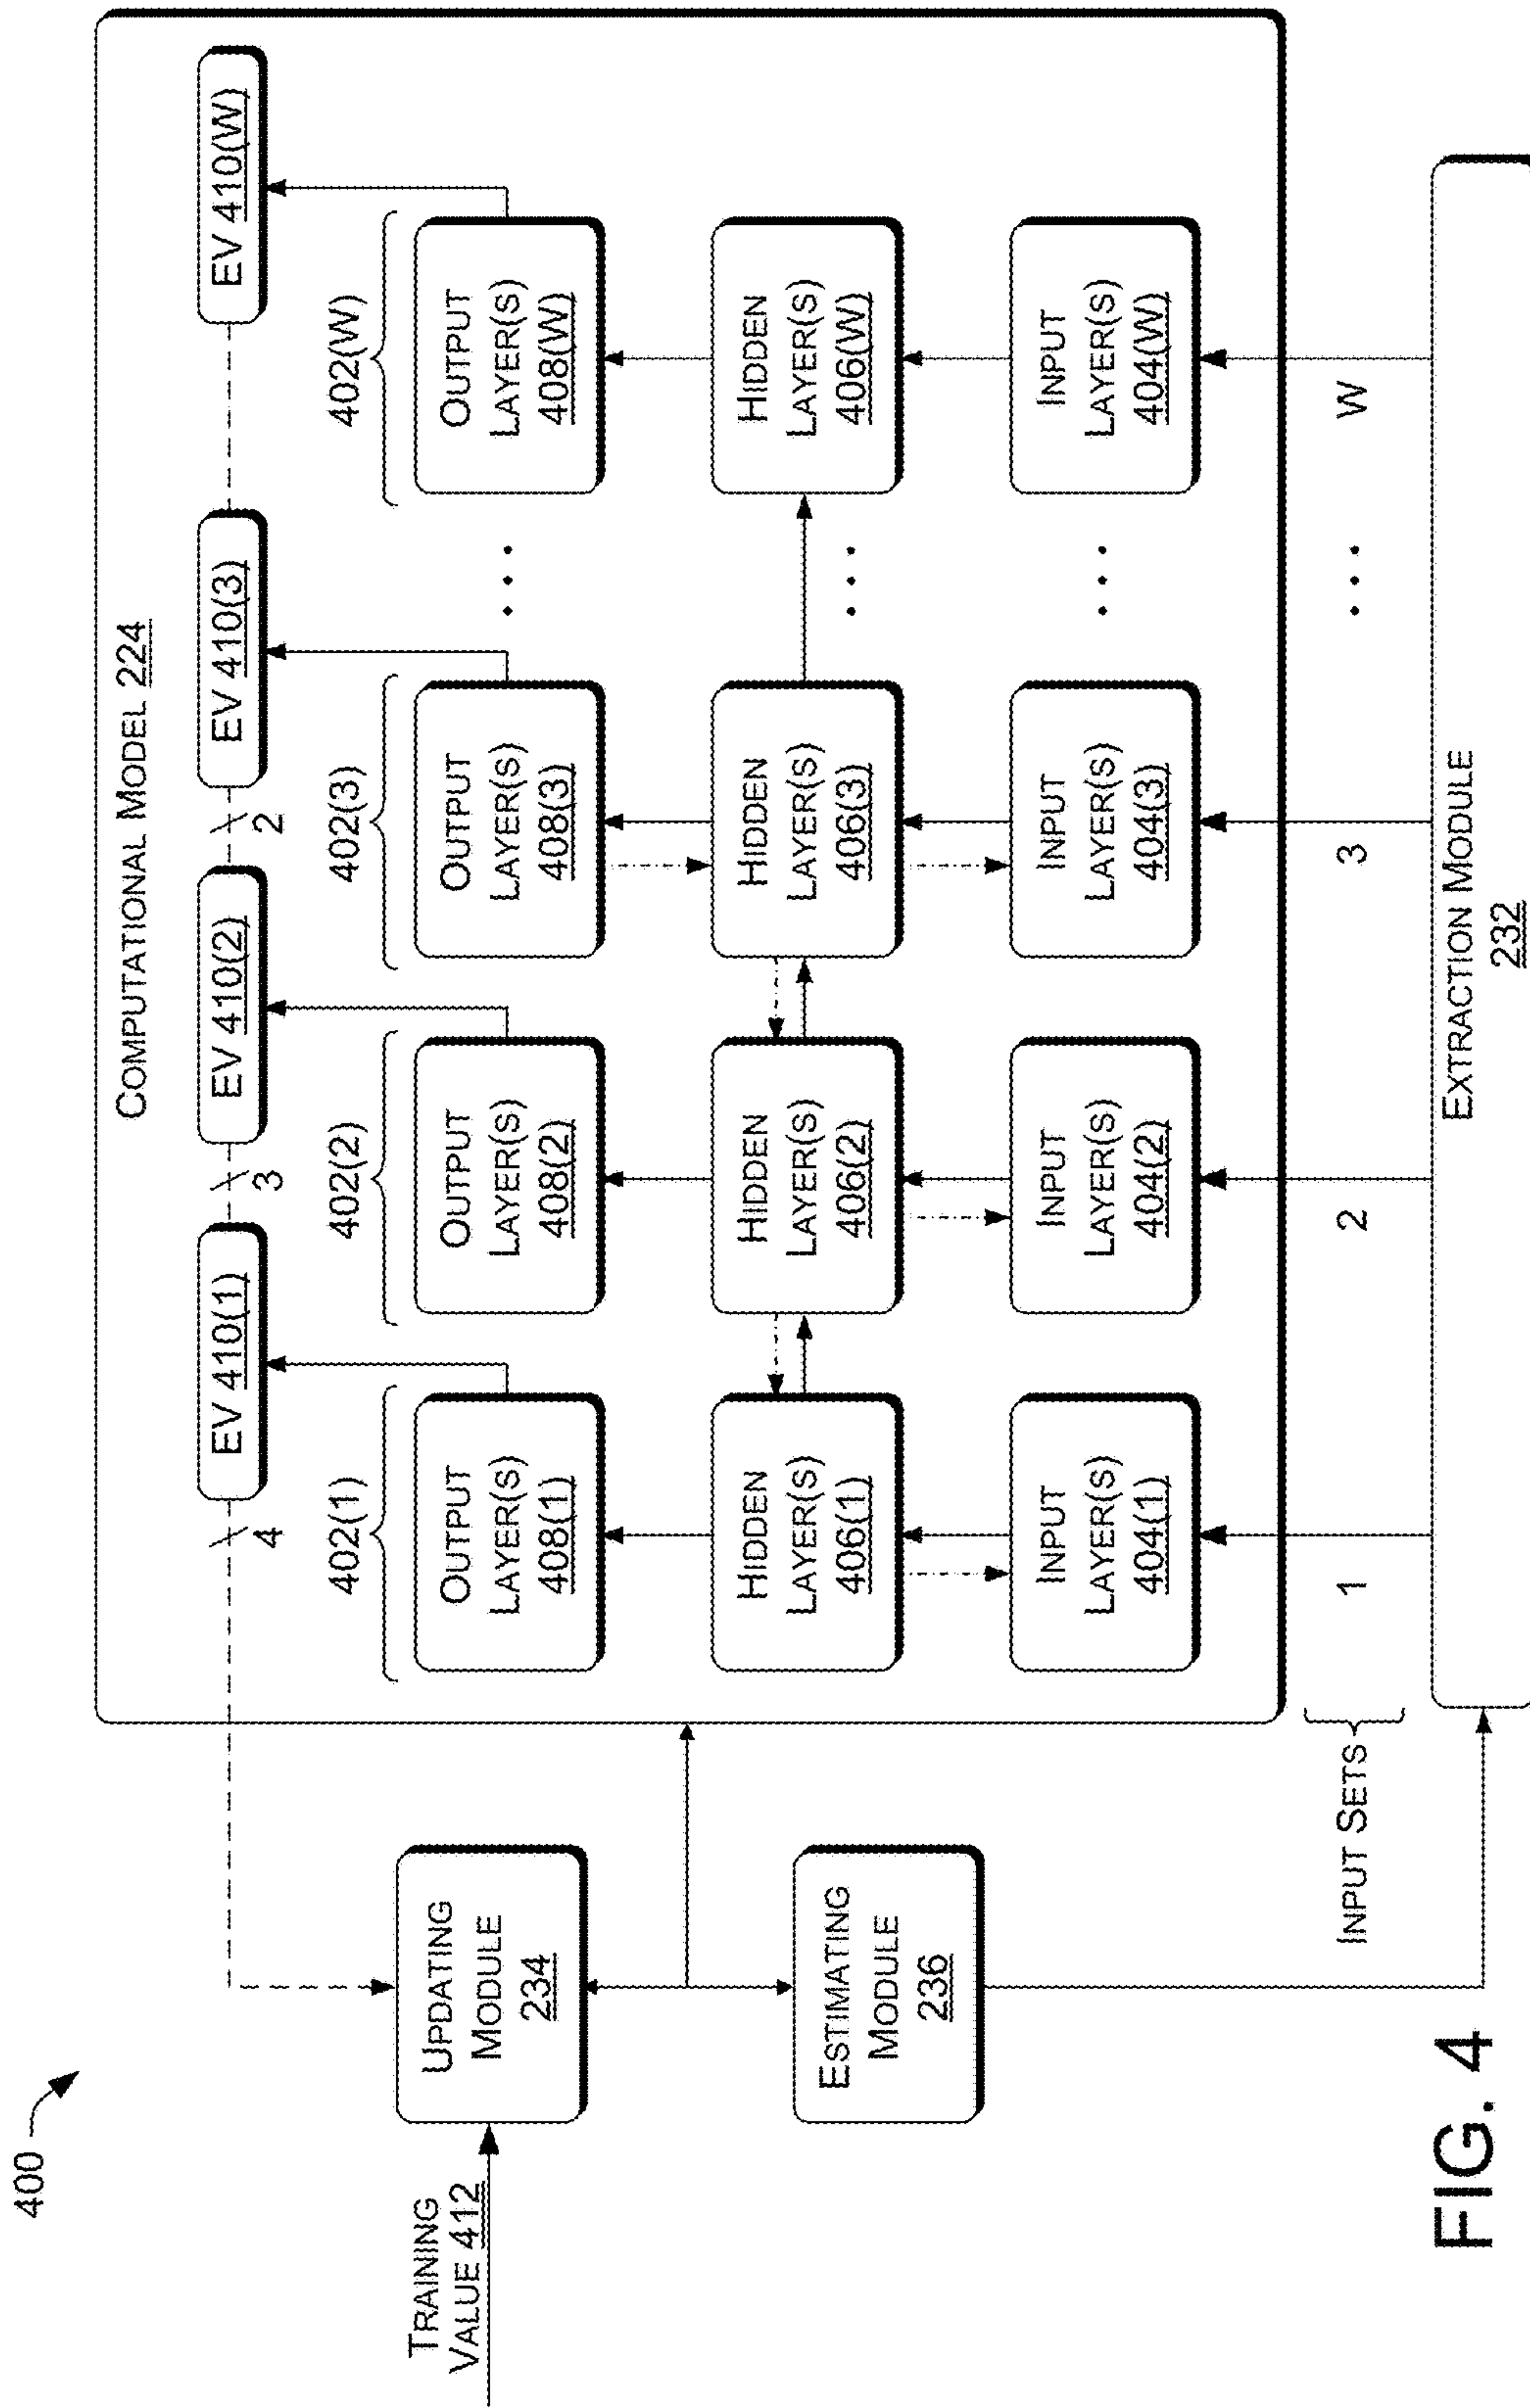 400
COMPUTATIONAL MODEL 224
EV 410(1)
EV 410(2)
EV 410(3)
EV 410(W)
4
3
2
402(1)
402(2)
402(3)
402(W)
TRAINING
VALUE 412
UPDATING
MODULE
234
OUTPUT
LAYER(S)
408(1)
OUTPUT
LAYER(S)
408(2)
OUTPUT
LAYER(S)
408(3)
. . .
OUTPUT
LAYER(S)
408(W)
HIDDEN
LAYER(S)
406(1)
HIDDEN
LAYER(S)
406(2)
HIDDEN
LAYER(S)
406(3)
. . .
HIDDEN
LAYER(S)
406(W)
ESTIMATING
MODULE
236
INPUT
LAYER(S)
404(1)
INPUT
LAYER(S)
404(2)
INPUT
LAYER(S)
404(3)
. . .
INPUT
LAYER(S)
404(W)
INPUT SETS
1
2
3
. . .
W
EXTRACTION MODULE
232
FIG. 4